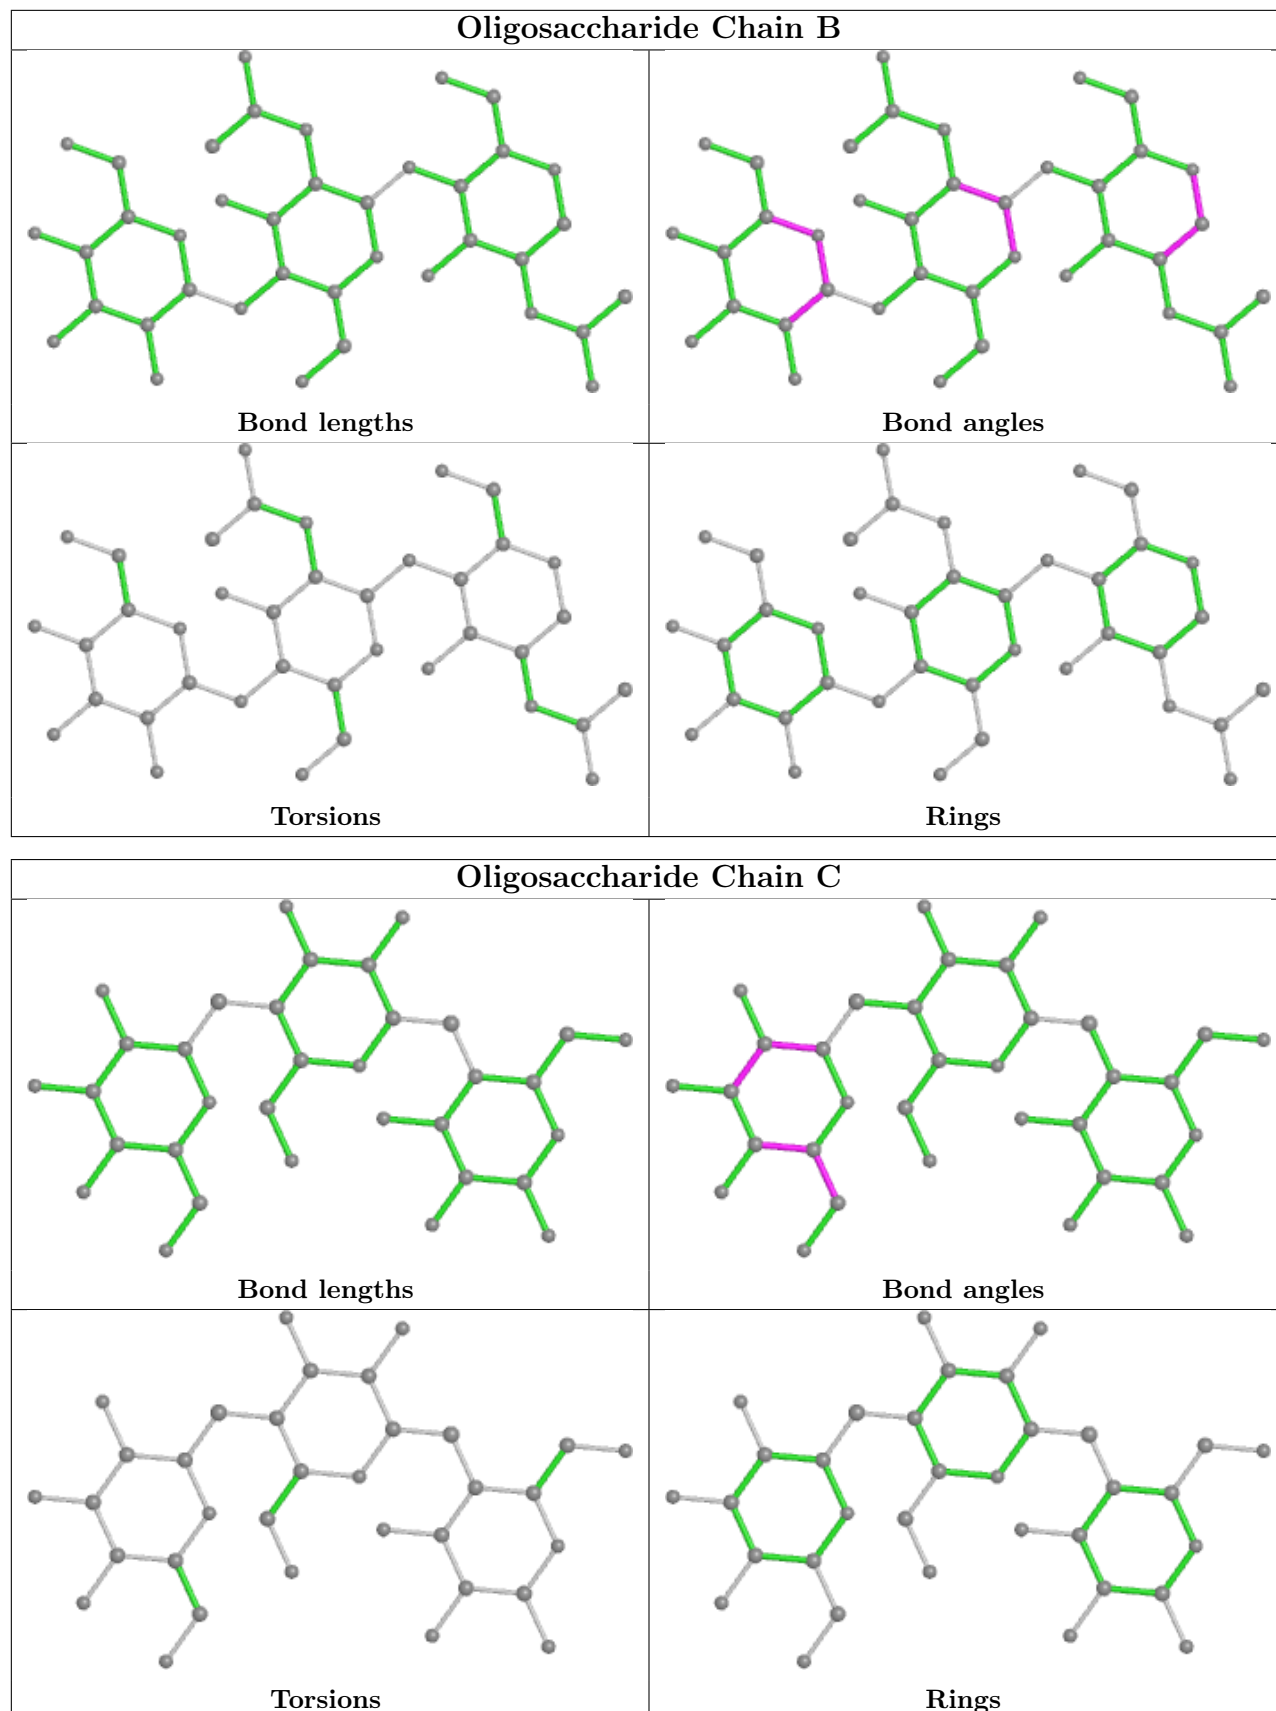 Oligosaccharide Chain B
Bond lengths
Bond angles
Torsions
Rings
Oligosaccharide Chain C
Bond lengths
Bond angles
Torsions
Rings